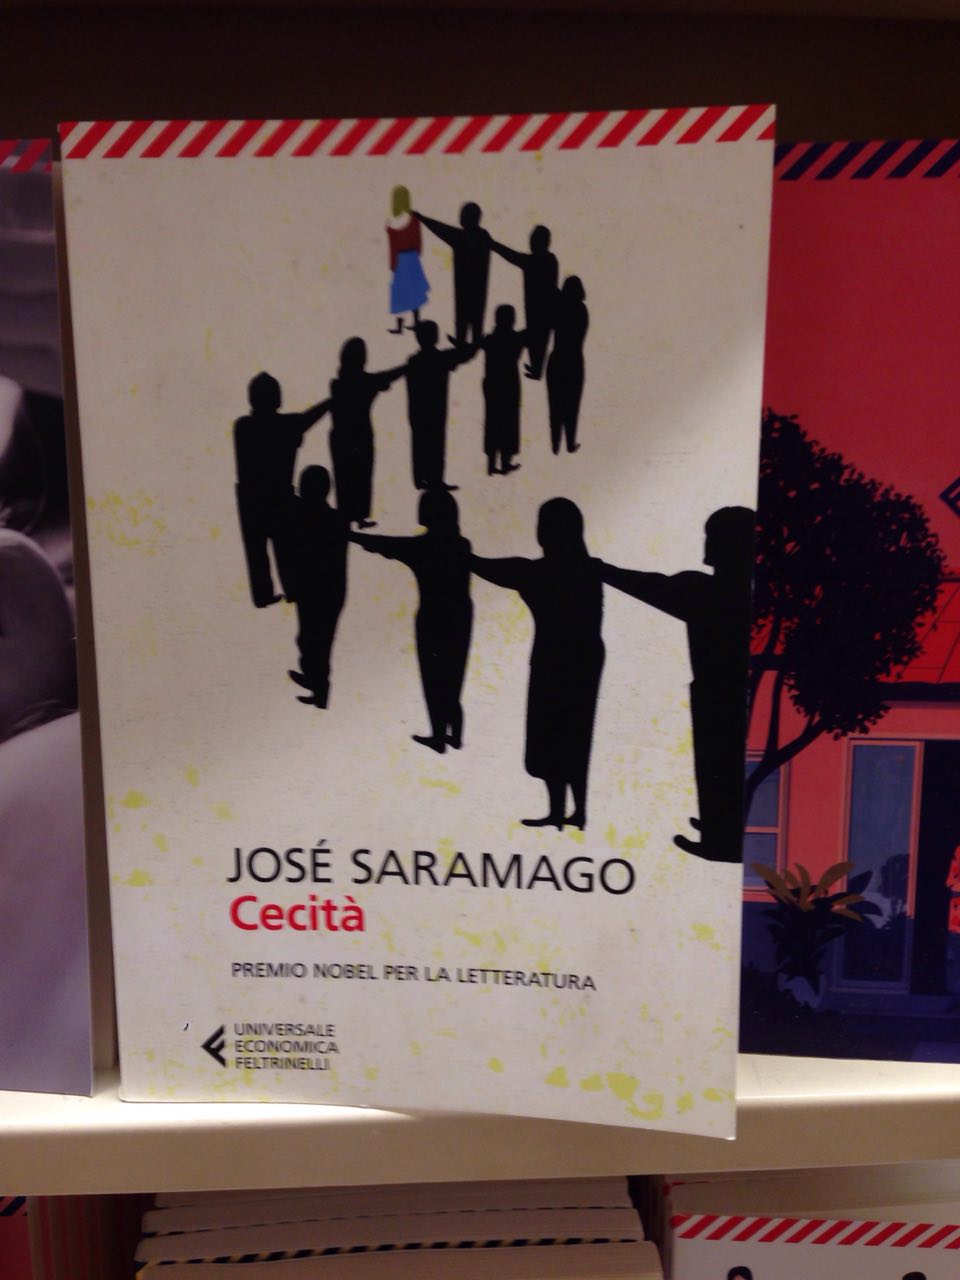 JOSÉ SARAMAGO
Cecità
PREMIO NOBEL PER LA LETTERATURA
UNIVERSALE
ECONOMICA
FELTRINELLI